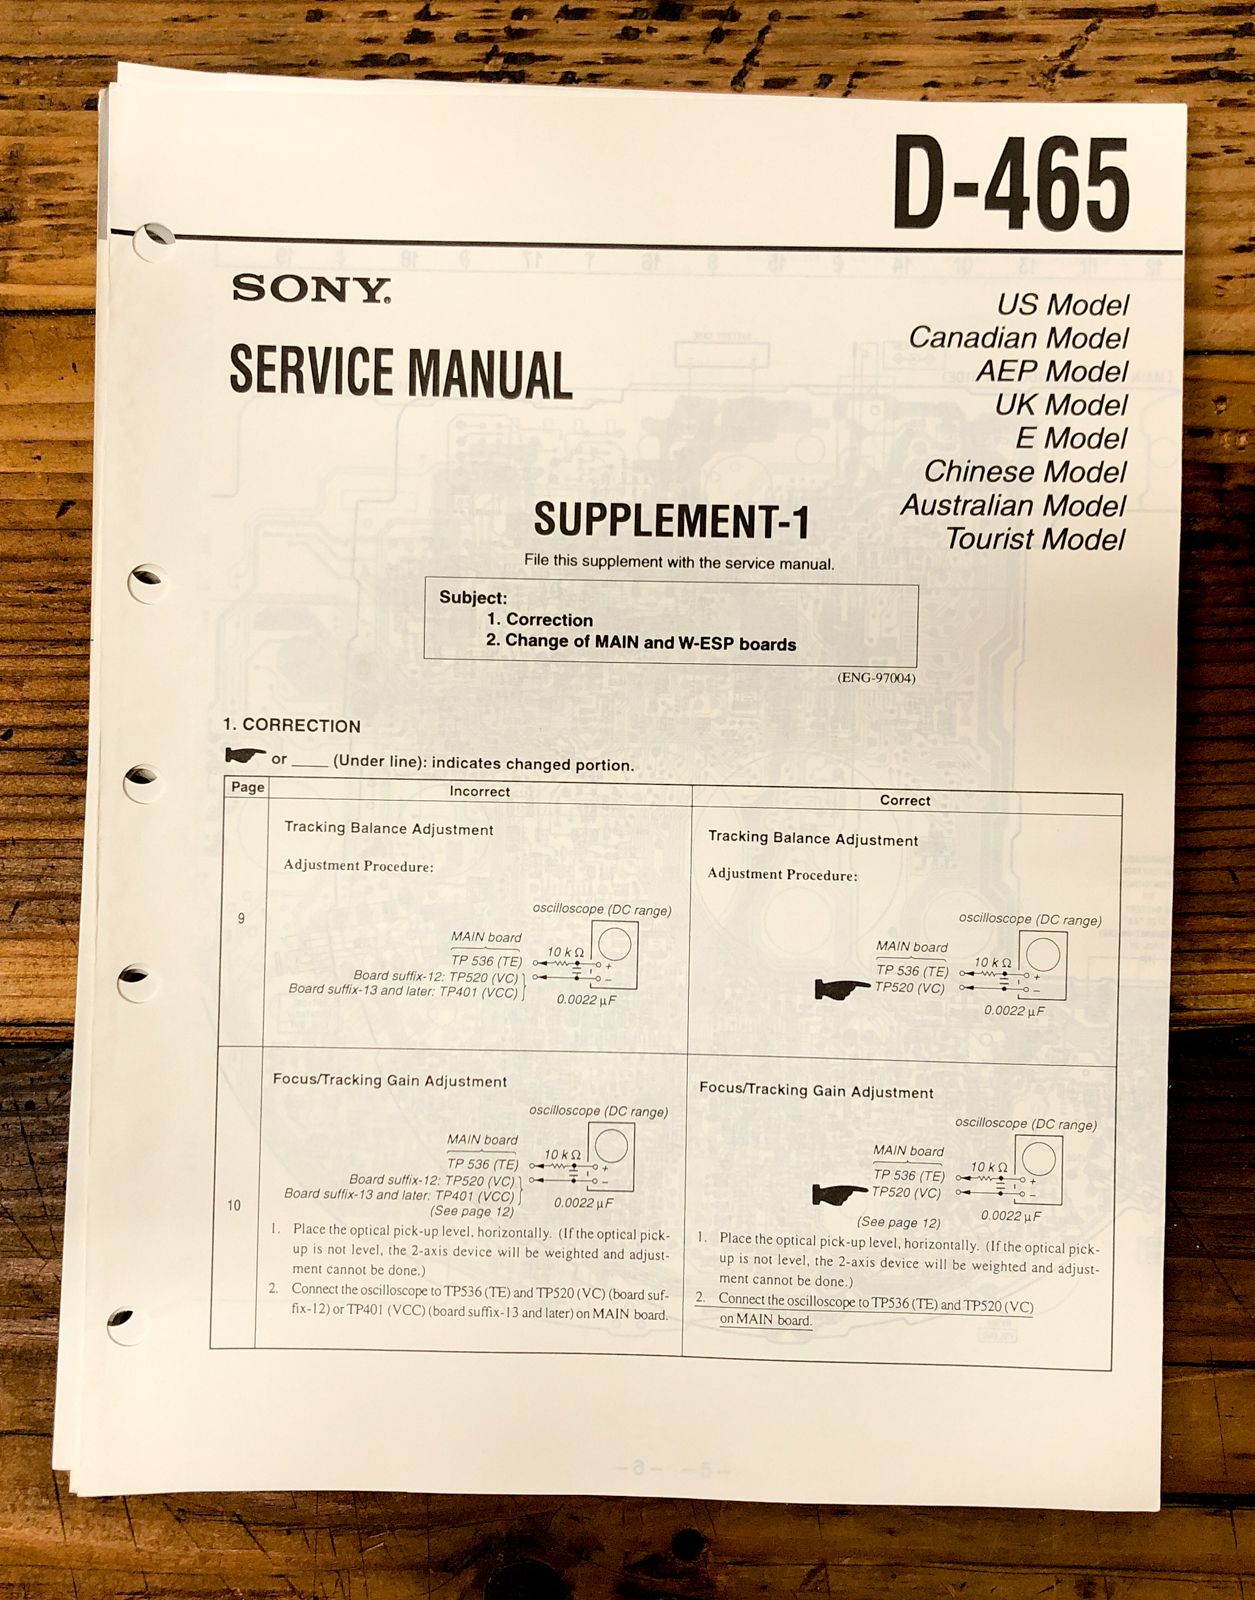 D-465
SONY®
SERVICE MANUAL
US Model
Canadian Model
AEP Model
UK Model
E Model
Chinese Model
Australian Model
Tourist Model
SUPPLEMENT-1
File this supplement with the service manual.
Subject:
1. Correction
2. Change of MAIN and W-ESP boards
(ENG-97004)
1. CORRECTION
or ____ (Under line): indicates changed portion.
Page
Incorrect
Correct
9
Tracking Balance Adjustment
Adjustment Procedure:
oscilloscope (DC range)
MAIN board
10 k Ω
TP 536 (TE)
+
Board suffix-12: TP520 (VC)
–
Board suffix-13 and later: TP401 (VCC)
0.0022 µF
Tracking Balance Adjustment
Adjustment Procedure:
oscilloscope (DC range)
MAIN board
10 k Ω
TP 536 (TE)
+
TP520 (VC)
–
0.0022 µF
10
Focus/Tracking Gain Adjustment
oscilloscope (DC range)
MAIN board
10 k Ω
TP 536 (TE)
+
Board suffix-12: TP520 (VC)
–
Board suffix-13 and later: TP401 (VCC)
(See page 12)
0.0022 µF
1. Place the optical pick-up level, horizontally. (If the optical pick-
up is not level, the 2-axis device will be weighted and adjust-
ment cannot be done.)
2. Connect the oscilloscope to TP536 (TE) and TP520 (VC) (board suf-
fix-12) or TP401 (VCC) (board suffix-13 and later) on MAIN board.
Focus/Tracking Gain Adjustment
oscilloscope (DC range)
MAIN board
10 k Ω
TP 536 (TE)
+
TP520 (VC)
–
(See page 12)
0.0022 µF
1. Place the optical pick-up level, horizontally. (If the optical pick-
up is not level, the 2-axis device will be weighted and adjust-
ment cannot be done.)
2. Connect the oscilloscope to TP536 (TE) and TP520 (VC)
on MAIN board.